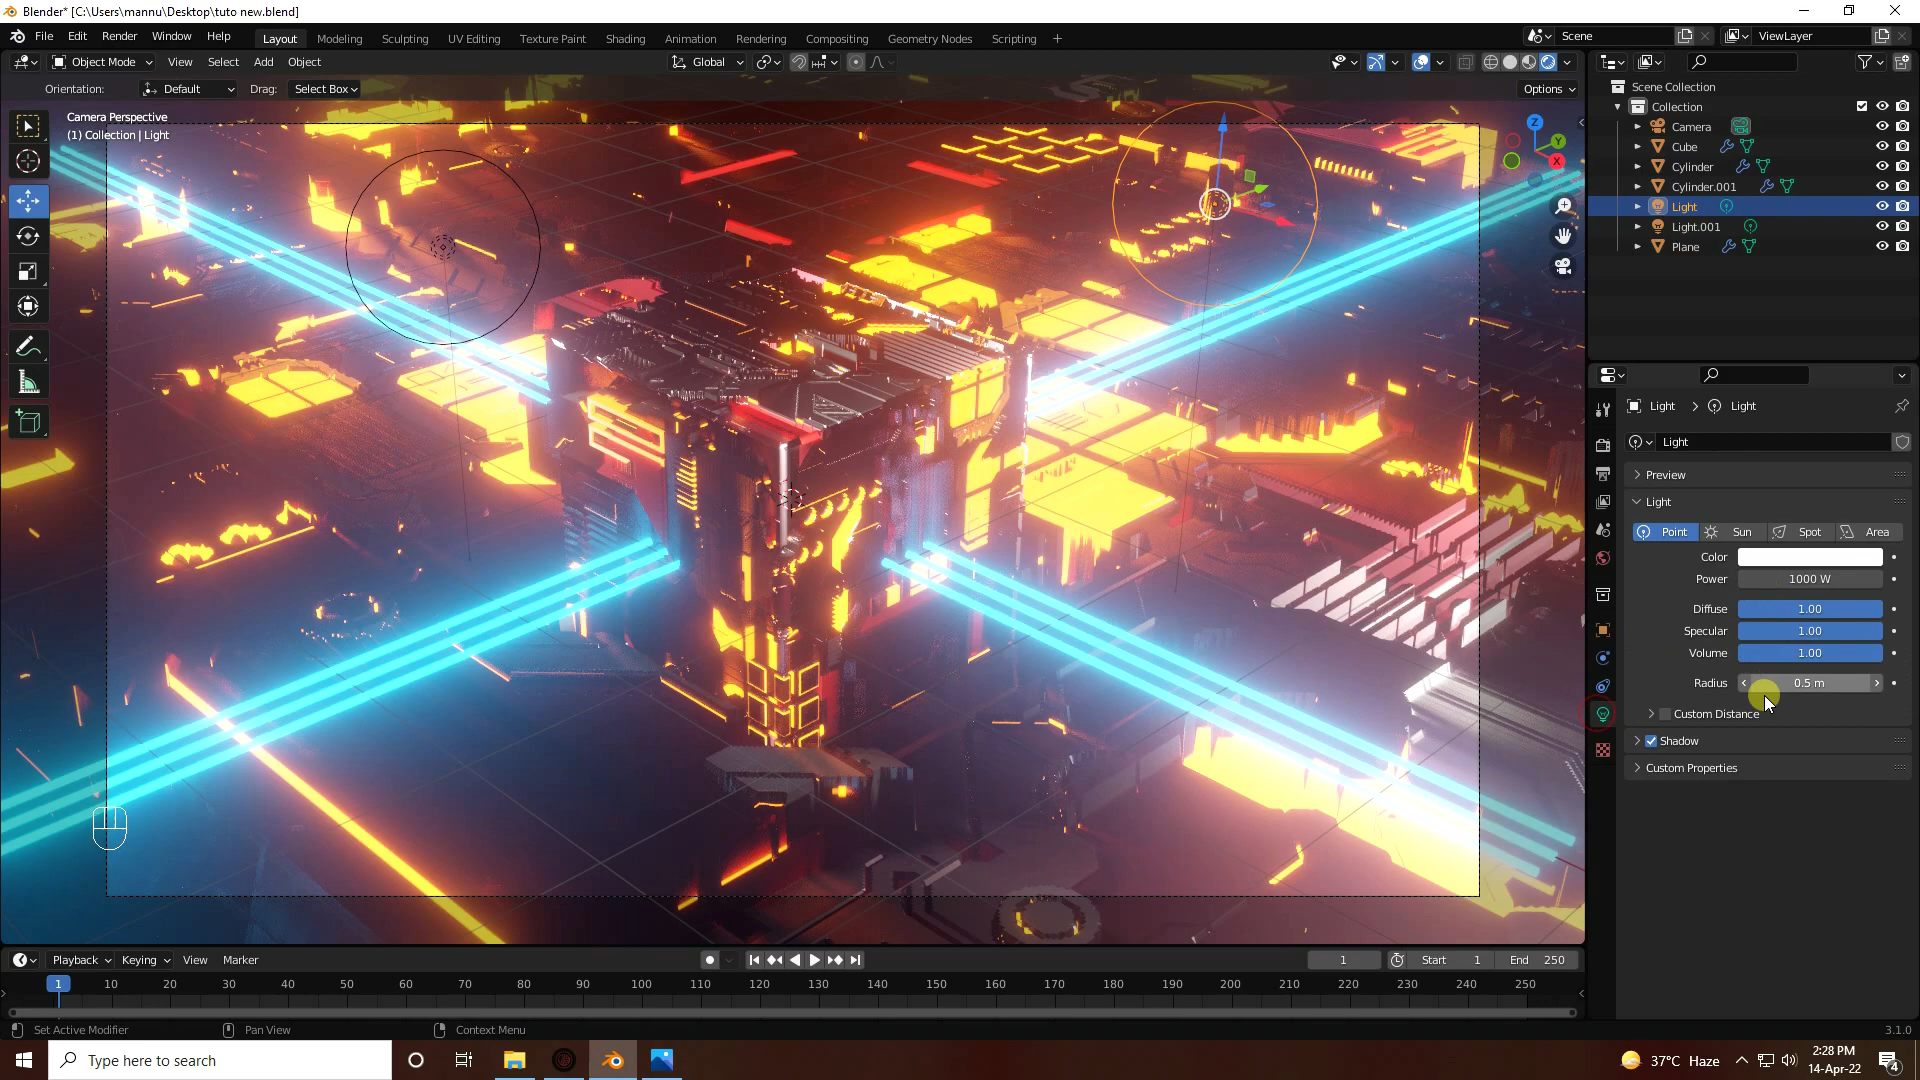 Blender* [C:\Users\mannu\Desktop\tuto new.blend]
File Edit Render Window Help Layout Modeling Sculpting UV Editing Texture Paint Shading Animation Rendering Compositing Geometry Nodes Scripting + Scene ViewLayer
Object Mode View Select Add Object Global
Orientation: Default Drag: Select Box Options
Camera Perspective
(1) Collection | Light
Z
Y
X
Scene Collection
Collection
Camera
Cube
Cylinder
Cylinder.001
Light
Light.001
Plane
Light > Light
Light
Preview
Light
Point Sun Spot Area
Color
Power 1000 W
Diffuse 1.00
Specular 1.00
Volume 1.00
Radius 0.5 m
Custom Distance
Shadow
Custom Properties
Playback Keying View Marker 1 Start 1 End 250
1 10 20 30 40 50 60 70 80 90 100 110 120 130 140 150 160 170 180 190 200 210 220 230 240 250
Set Active Modifier Pan View Context Menu 3.1.0
Type here to search 37°C Haze 2:28 PM
14-Apr-22 4